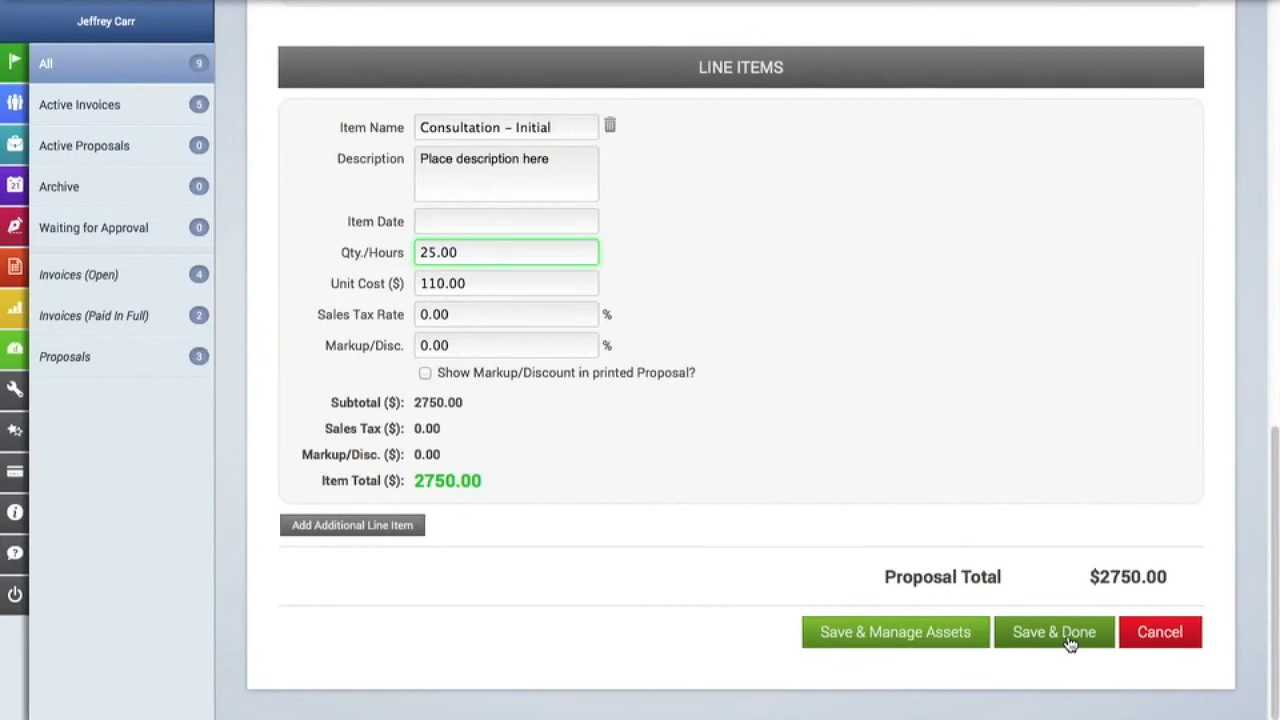 Jeffrey Carr
All 9
Active Invoices 5
Active Proposals 0
Archive 0
Waiting for Approval 0
Invoices (Open) 4
Invoices (Paid In Full) 2
Proposals 3
21
LINE ITEMS
Item Name Consultation – Initial
Description Place description here
Item Date
Qty./Hours 25.00
Unit Cost ($) 110.00
Sales Tax Rate 0.00 %
Markup/Disc. 0.00 %
Show Markup/Discount in printed Proposal?
Subtotal ($): 2750.00
Sales Tax ($): 0.00
Markup/Disc. ($): 0.00
Item Total ($): 2750.00
Add Additional Line Item
Proposal Total $2750.00
Save & Manage Assets Save & Done Cancel